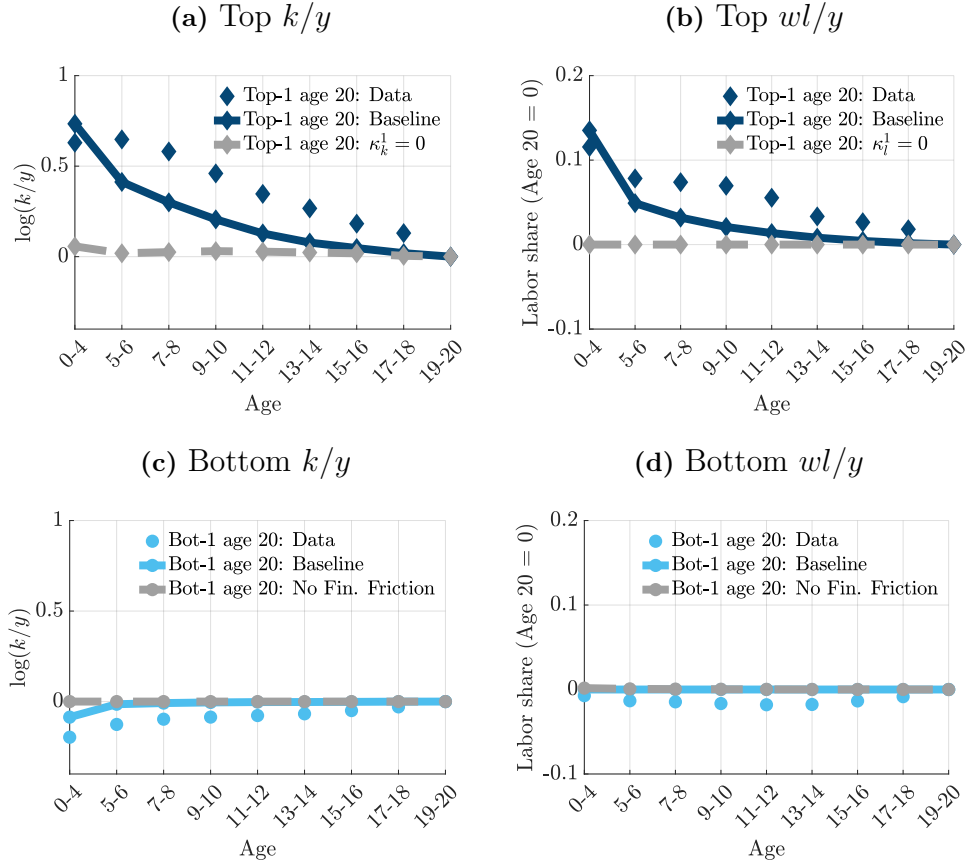 (a) Top k/y
1
0.5
0
log(k/y)
Top-1 age 20: Data
Top-1 age 20: Baseline
Top-1 age 20: κ¹ₖ = 0
0-4
5-6
7-8
9-10
11-12
13-14
15-16
17-18
19-20
Age
(b) Top wl/y
0.2
0.1
0
-0.1
Labor share (Age 20 = 0)
Top-1 age 20: Data
Top-1 age 20: Baseline
Top-1 age 20: κ¹ₗ = 0
0-4
5-6
7-8
9-10
11-12
13-14
15-16
17-18
19-20
Age
(c) Bottom k/y
1
0.5
0
log(k/y)
Bot-1 age 20: Data
Bot-1 age 20: Baseline
Bot-1 age 20: No Fin. Friction
0-4
5-6
7-8
9-10
11-12
13-14
15-16
17-18
19-20
Age
(d) Bottom wl/y
0.2
0.1
0
-0.1
Labor share (Age 20 = 0)
Bot-1 age 20: Data
Bot-1 age 20: Baseline
Bot-1 age 20: No Fin. Friction
0-4
5-6
7-8
9-10
11-12
13-14
15-16
17-18
19-20
Age